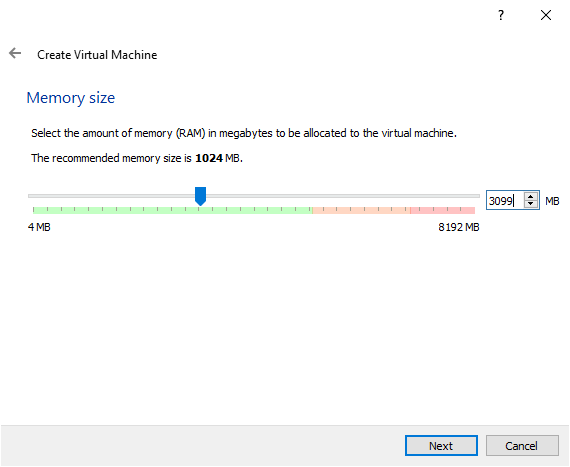 ?
Create Virtual Machine
Memory size
Select the amount of memory (RAM) in megabytes to be allocated to the virtual machine.
The recommended memory size is 1024 MB.
3099 MB
4 MB 8192 MB
Next Cancel